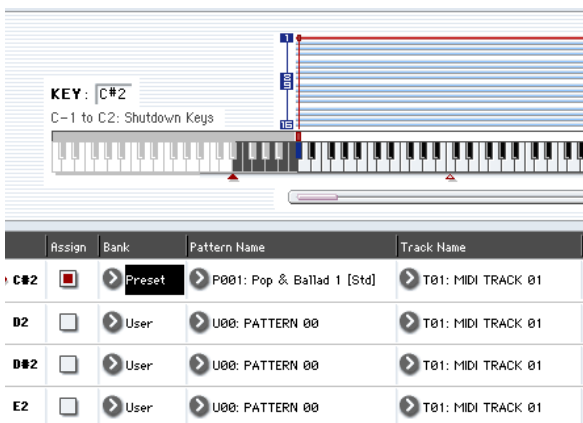 1
KEY: C#2
C-1 to C2: Shutdown Keys
16
Assign Bank Pattern Name Track Name
C#2 Preset P001: Pop & Ballad 1 [Std] T01: MIDI TRACK 01
D2 User U00: PATTERN 00 T01: MIDI TRACK 01
D#2 User U00: PATTERN 00 T01: MIDI TRACK 01
E2 User U00: PATTERN 00 T01: MIDI TRACK 01